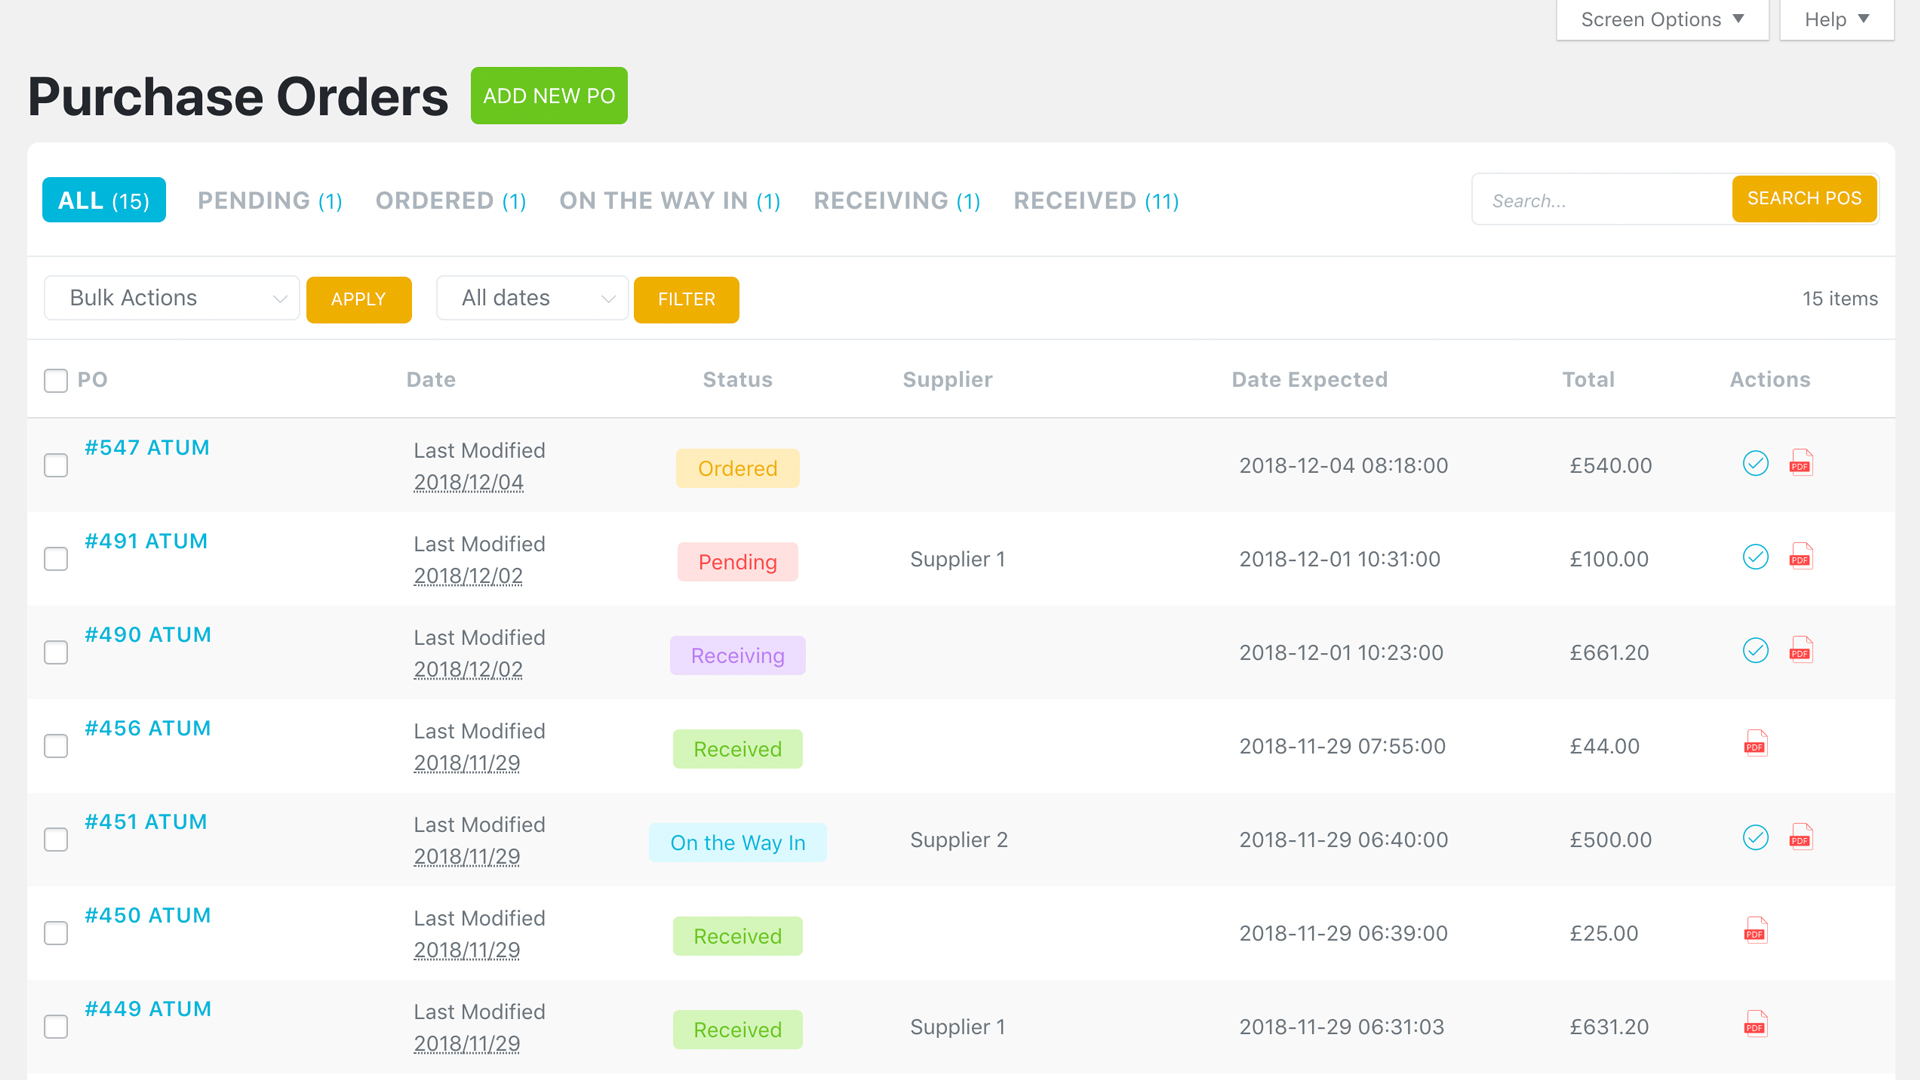 Screen Options ▼ Help ▼
Purchase Orders ADD NEW PO
ALL (15) PENDING (1) ORDERED (1) ON THE WAY IN (1) RECEIVING (1) RECEIVED (11) Search... SEARCH POS
Bulk Actions APPLY All dates FILTER 15 items
PO Date Status Supplier Date Expected Total Actions
#547 ATUM Last Modified
2018/12/04 Ordered 2018-12-04 08:18:00 £540.00 PDF
#491 ATUM Last Modified
2018/12/02 Pending Supplier 1 2018-12-01 10:31:00 £100.00 PDF
#490 ATUM Last Modified
2018/12/02 Receiving 2018-12-01 10:23:00 £661.20 PDF
#456 ATUM Last Modified
2018/11/29 Received 2018-11-29 07:55:00 £44.00 PDF
#451 ATUM Last Modified
2018/11/29 On the Way In Supplier 2 2018-11-29 06:40:00 £500.00 PDF
#450 ATUM Last Modified
2018/11/29 Received 2018-11-29 06:39:00 £25.00 PDF
#449 ATUM Last Modified
2018/11/29 Received Supplier 1 2018-11-29 06:31:03 £631.20 PDF